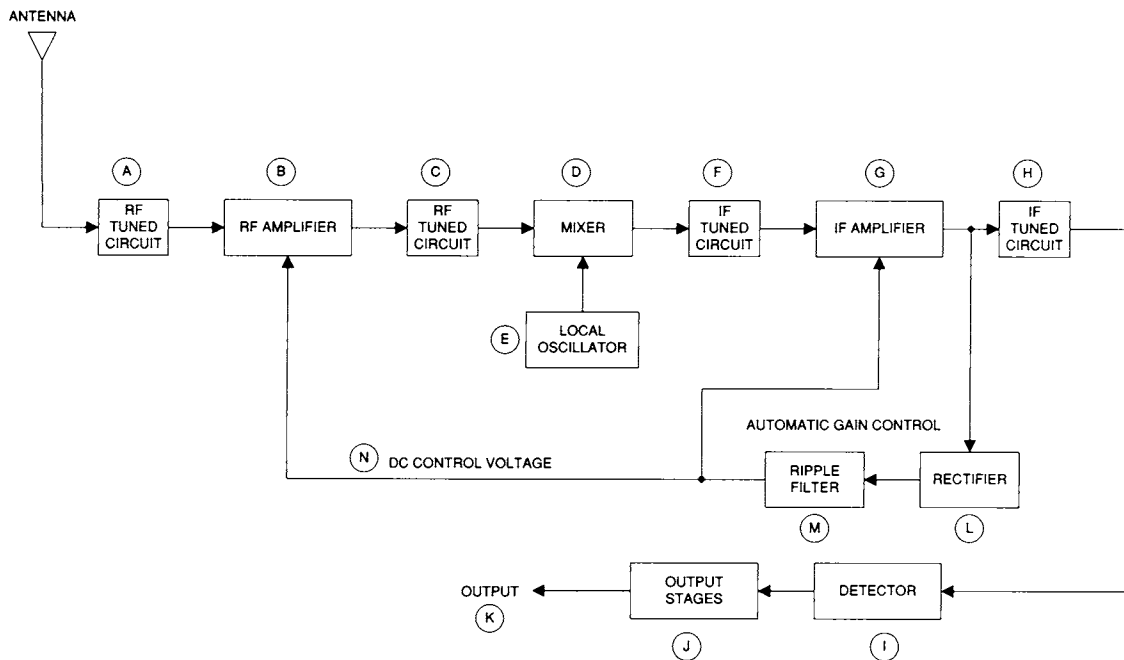 ANTENNA
A
B
C
D
F
G
H
RF
TUNED
CIRCUIT
RF AMPLIFIER
RF
TUNED
CIRCUIT
MIXER
IF
TUNED
CIRCUIT
IF AMPLIFIER
IF
TUNED
CIRCUIT
E
LOCAL
OSCILLATOR
AUTOMATIC GAIN CONTROL
N
DC CONTROL VOLTAGE
RIPPLE
FILTER
RECTIFIER
M
L
OUTPUT
K
OUTPUT
STAGES
DETECTOR
J
I